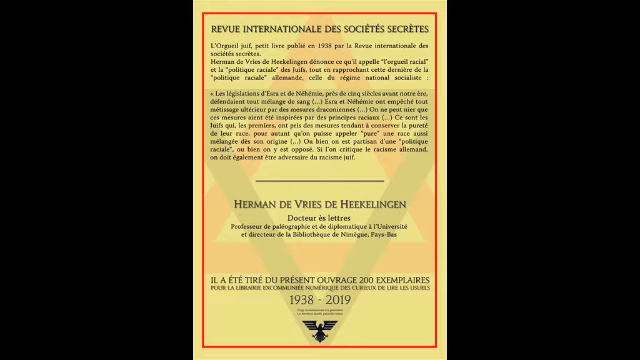 REVUE INTERNATIONALE DES SOCIÉTÉS SECRÈTES
L'Orgueil juif, petit livre publié en 1938 par la Revue internationale des
sociétés secrètes.
Herman de Vries de Heekelingen dénonce ce qu'il appelle "l'orgueil racial"
et la "politique raciale" des Juifs, tout en rapprochant cette dernière de la
"politique raciale" allemande, celle du régime national socialiste :
« Les législations d'Esra et de Néhémie, près de cinq siècles avant notre ère,
défendaient tout mélange de sang (...) Esra et Néhémie ont empêché tout
métissage ultérieur par des mesures draconiennes (...) On ne peut nier que
ces mesures aient été inspirées par des principes raciaux (...) Ce sont les
Juifs qui, les premiers, ont pris des mesures tendant à conserver la pureté
de leur race, pour autant qu'on puisse appeler "pure" une race aussi
mélangée dès son origine (...) Ou bien on est partisan d'une "politique
raciale", ou bien on y est opposé. Si l'on critique le racisme allemand,
on doit également être adversaire du racisme juif.
HERMAN DE VRIES DE HEEKELINGEN
Docteur ès lettres
Professeur de paléographie et de diplomatique à l'Université
et directeur de la Bibliothèque de Nimègue, Pays-Bas
IL A ÉTÉ TIRÉ DU PRÉSENT OUVRAGE 200 EXEMPLAIRES
POUR LA LIBRAIRIE EXCOMMUNIÉE NUMÉRIQUE DES CURIEUX DE LIRE LES USUELS
1938 - 2019